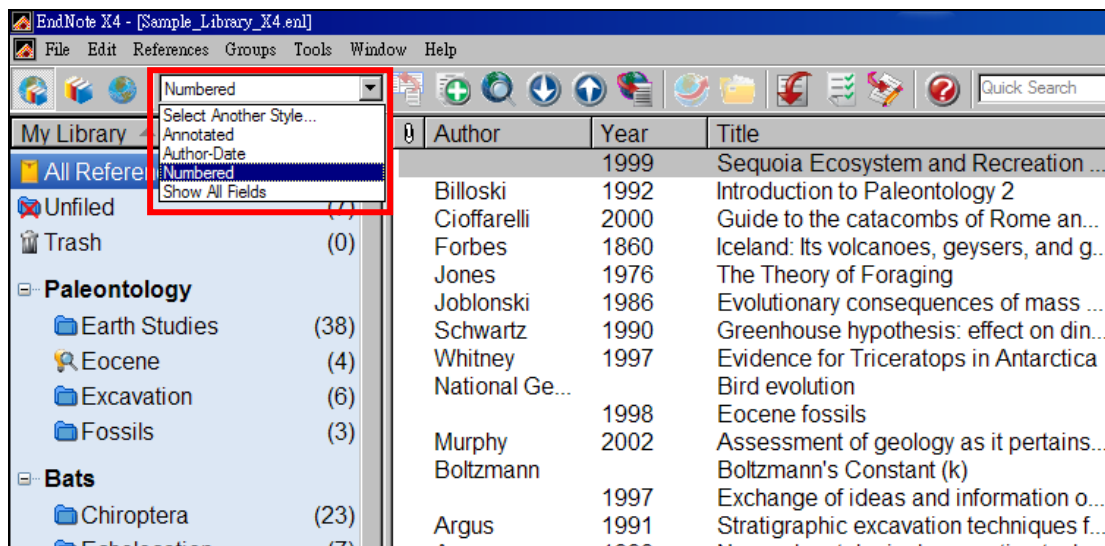 EndNote X4 - [Sample_Library_X4.enl]
File Edit References Groups Tools Window Help
Numbered
Quick Search
Select Another Style...
Annotated
Author-Date
Numbered
Show All Fields
My Library
All Referen
Unfiled (7)
Trash (0)
Paleontology
Earth Studies (38)
Eocene (4)
Excavation (6)
Fossils (3)
Bats
Chiroptera (23)
Author Year Title
1999 Sequoia Ecosystem and Recreation ...
Billoski 1992 Introduction to Paleontology 2
Cioffarelli 2000 Guide to the catacombs of Rome an...
Forbes 1860 Iceland: Its volcanoes, geysers, and g...
Jones 1976 The Theory of Foraging
Joblonski 1986 Evolutionary consequences of mass ...
Schwartz 1990 Greenhouse hypothesis: effect on din...
Whitney 1997 Evidence for Triceratops in Antarctica
National Ge... Bird evolution
1998 Eocene fossils
Murphy 2002 Assessment of geology as it pertains...
Boltzmann Boltzmann's Constant (k)
1997 Exchange of ideas and information o...
Argus 1991 Stratigraphic excavation techniques f...